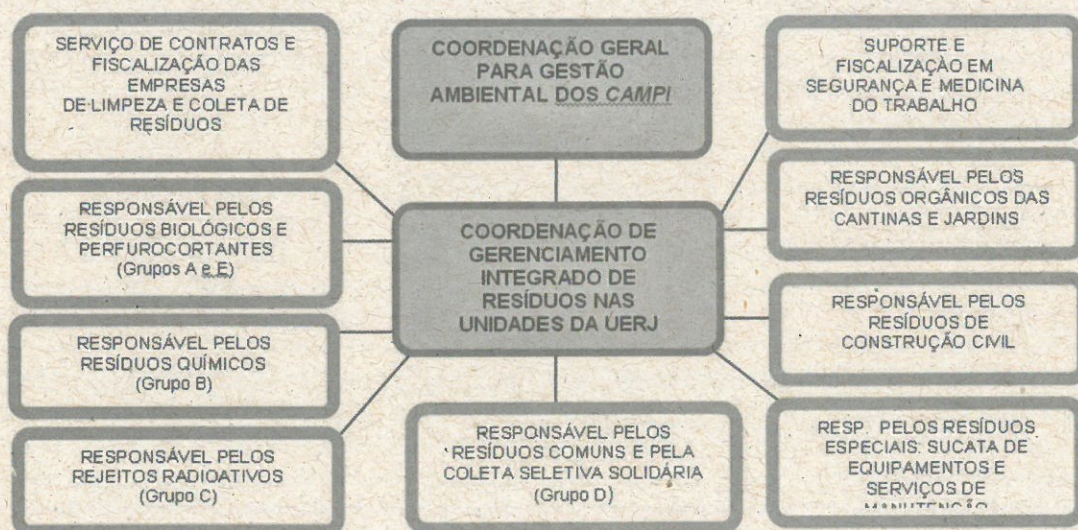 SERVIÇO DE CONTRATOS E
FISCALIZAÇÃO DAS
EMPRESAS
DE LIMPEZA E COLETA DE
RESÍDUOS
COORDENAÇÃO GERAL
PARA GESTÃO
AMBIENTAL DOS CAMPI
SUPORTE E
FISCALIZAÇÃO EM
SEGURANÇA E MEDICINA
DO TRABALHO
RESPONSÁVEL PELOS
RESÍDUOS BIOLÓGICOS E
PERFUROCORTANTES
(Grupos A e E)
COORDENAÇÃO DE
GERENCIAMENTO
INTEGRADO DE
RESÍDUOS NAS
UNIDADES DA UERJ
RESPONSÁVEL PELOS
RESÍDUOS ORGÂNICOS DAS
CANTINAS E JARDINS
RESPONSÁVEL PELOS
RESÍDUOS QUÍMICOS
(Grupo B)
RESPONSÁVEL PELOS
RESÍDUOS DE
CONSTRUÇÃO CIVIL
RESPONSÁVEL PELOS
REJEITOS RADIOATIVOS
(Grupo C)
RESPONSÁVEL PELOS
RESÍDUOS COMUNS E PELA
COLETA SELETIVA SOLIDÁRIA
(Grupo D)
RESP. PELOS RESÍDUOS
ESPECIAIS: SUCATA DE
EQUIPAMENTOS E
SERVIÇOS DE
MANUTENÇÃO